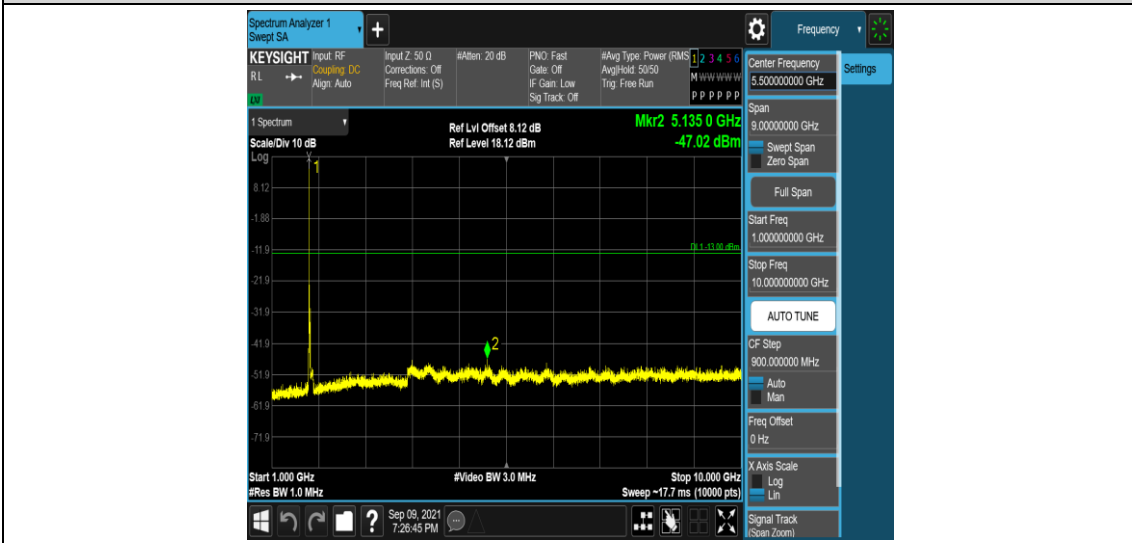 Spectrum Analyzer 1
Swept SA
+
Frequency
KEYSIGHT
RL
LXI
Input: RF
Coupling: DC
Align: Auto
Input Z: 50 Ω
Corrections: Off
Freq Ref: Int (S)
#Atten: 20 dB
PNO: Fast
Gate: Off
IF Gain: Low
Sig Track: Off
#Avg Type: Power (RMS
Avg|Hold: 50/50
Trig: Free Run
1 2 3 4 5 6
M W W W W W
P P P P P P
1 Spectrum
Scale/Div 10 dB
Log
Ref Lvl Offset 8.12 dB
Ref Level 18.12 dBm
Mkr2 5.135 0 GHz
-47.02 dBm
1
8.12
-1.88
-11.9
DL1 -13.00 dBm
-21.9
-31.9
-41.9
2
-51.9
-61.9
-71.9
Start 1.000 GHz
#Res BW 1.0 MHz
#Video BW 3.0 MHz
Stop 10.000 GHz
Sweep ~17.7 ms (10000 pts)
?
Sep 09, 2021
7:26:45 PM
Center Frequency
5.500000000 GHz
Settings
Span
9.00000000 GHz
Swept Span
Zero Span
Full Span
Start Freq
1.000000000 GHz
Stop Freq
10.000000000 GHz
AUTO TUNE
CF Step
900.000000 MHz
Auto
Man
Freq Offset
0 Hz
X Axis Scale
Log
Lin
Signal Track
(Span Zoom)